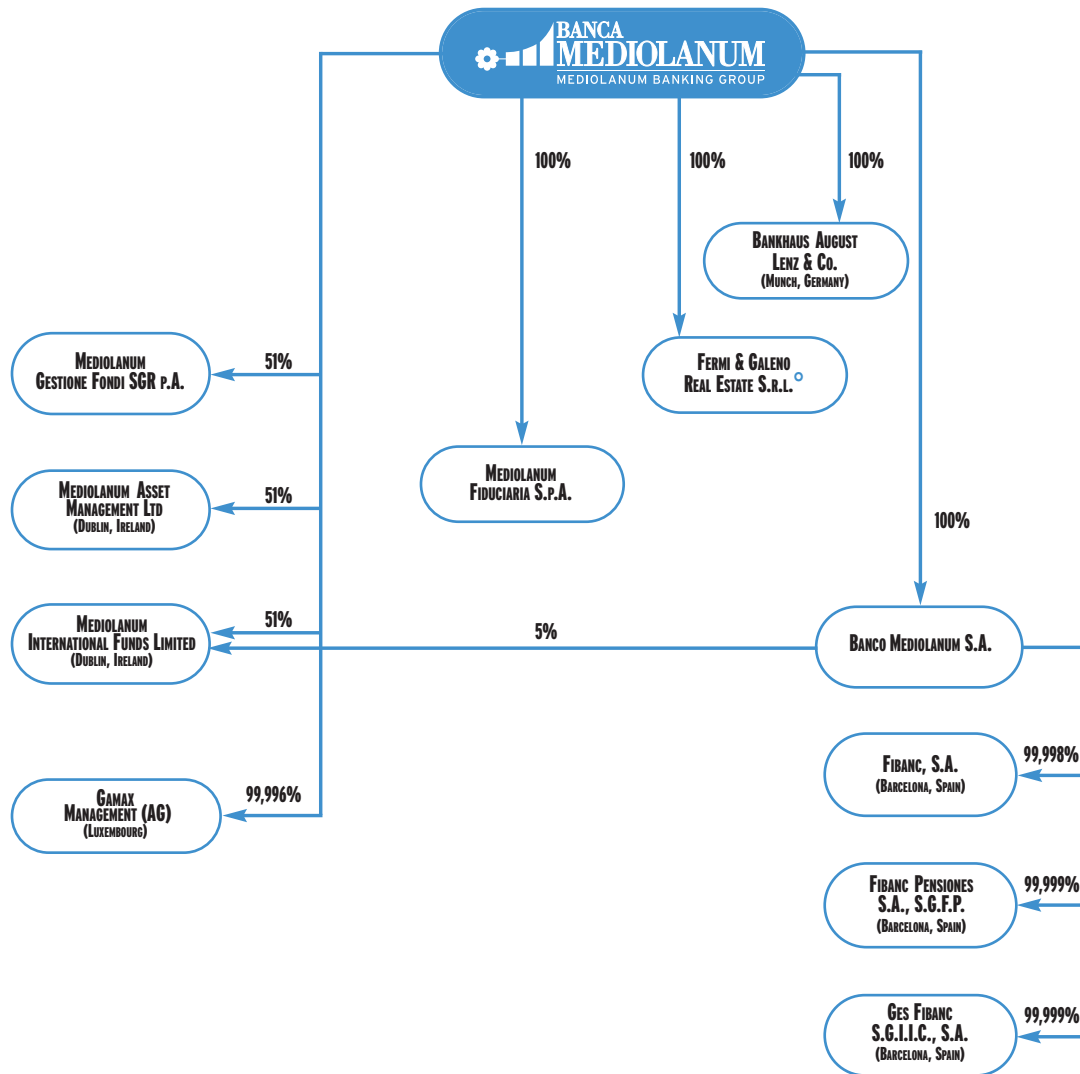 BANCA
MEDIOLANUM
MEDIOLANUM BANKING GROUP
100%
100%
100%
BANKHAUS AUGUST
LENZ & CO.
(MUNCH, GERMANY)
MEDIOLANUM
GESTIONE FONDI SGR P.A.
51%
FERMI & GALENO
REAL ESTATE S.R.L.°
MEDIOLANUM
FIDUCIARIA S.P.A.
MEDIOLANUM ASSET
MANAGEMENT LTD
(DUBLIN, IRELAND)
51%
100%
MEDIOLANUM
INTERNATIONAL FUNDS LIMITED
(DUBLIN, IRELAND)
51%
5%
BANCO MEDIOLANUM S.A.
FIBANC, S.A.
(BARCELONA, SPAIN)
99,998%
GAMAX
MANAGEMENT (AG)
(LUXEMBOURG)
99,996%
FIBANC PENSIONES
S.A., S.G.F.P.
(BARCELONA, SPAIN)
99,999%
GES FIBANC
S.G.I.I.C., S.A.
(BARCELONA, SPAIN)
99,999%